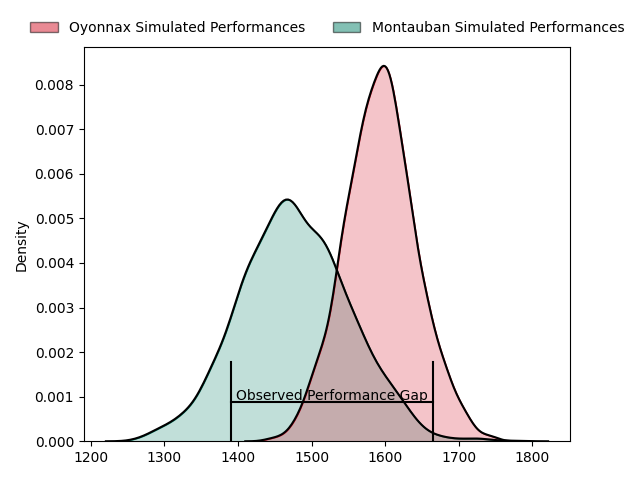 Oyonnax Simulated Performances
Montauban Simulated Performances
Density
0.008
0.007
0.006
0.005
0.004
0.003
0.002
0.001
0.000
Observed Performance Gap
1200 1300 1400 1500 1600 1700 1800